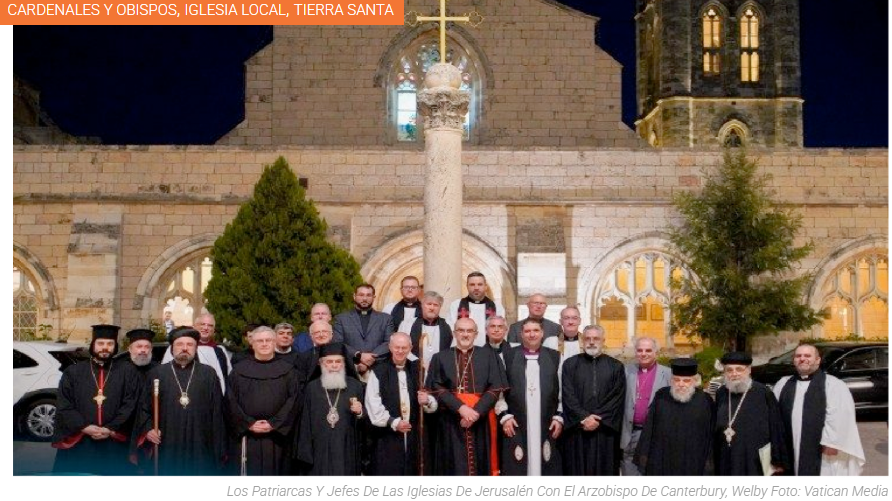 CARDENALES Y OBISPOS, IGLESIA LOCAL, TIERRA SANTA
Los Patriarcas Y Jefes De Las Iglesias De Jerusalén Con El Arzobispo De Canterbury, Welby Foto: Vatican Media